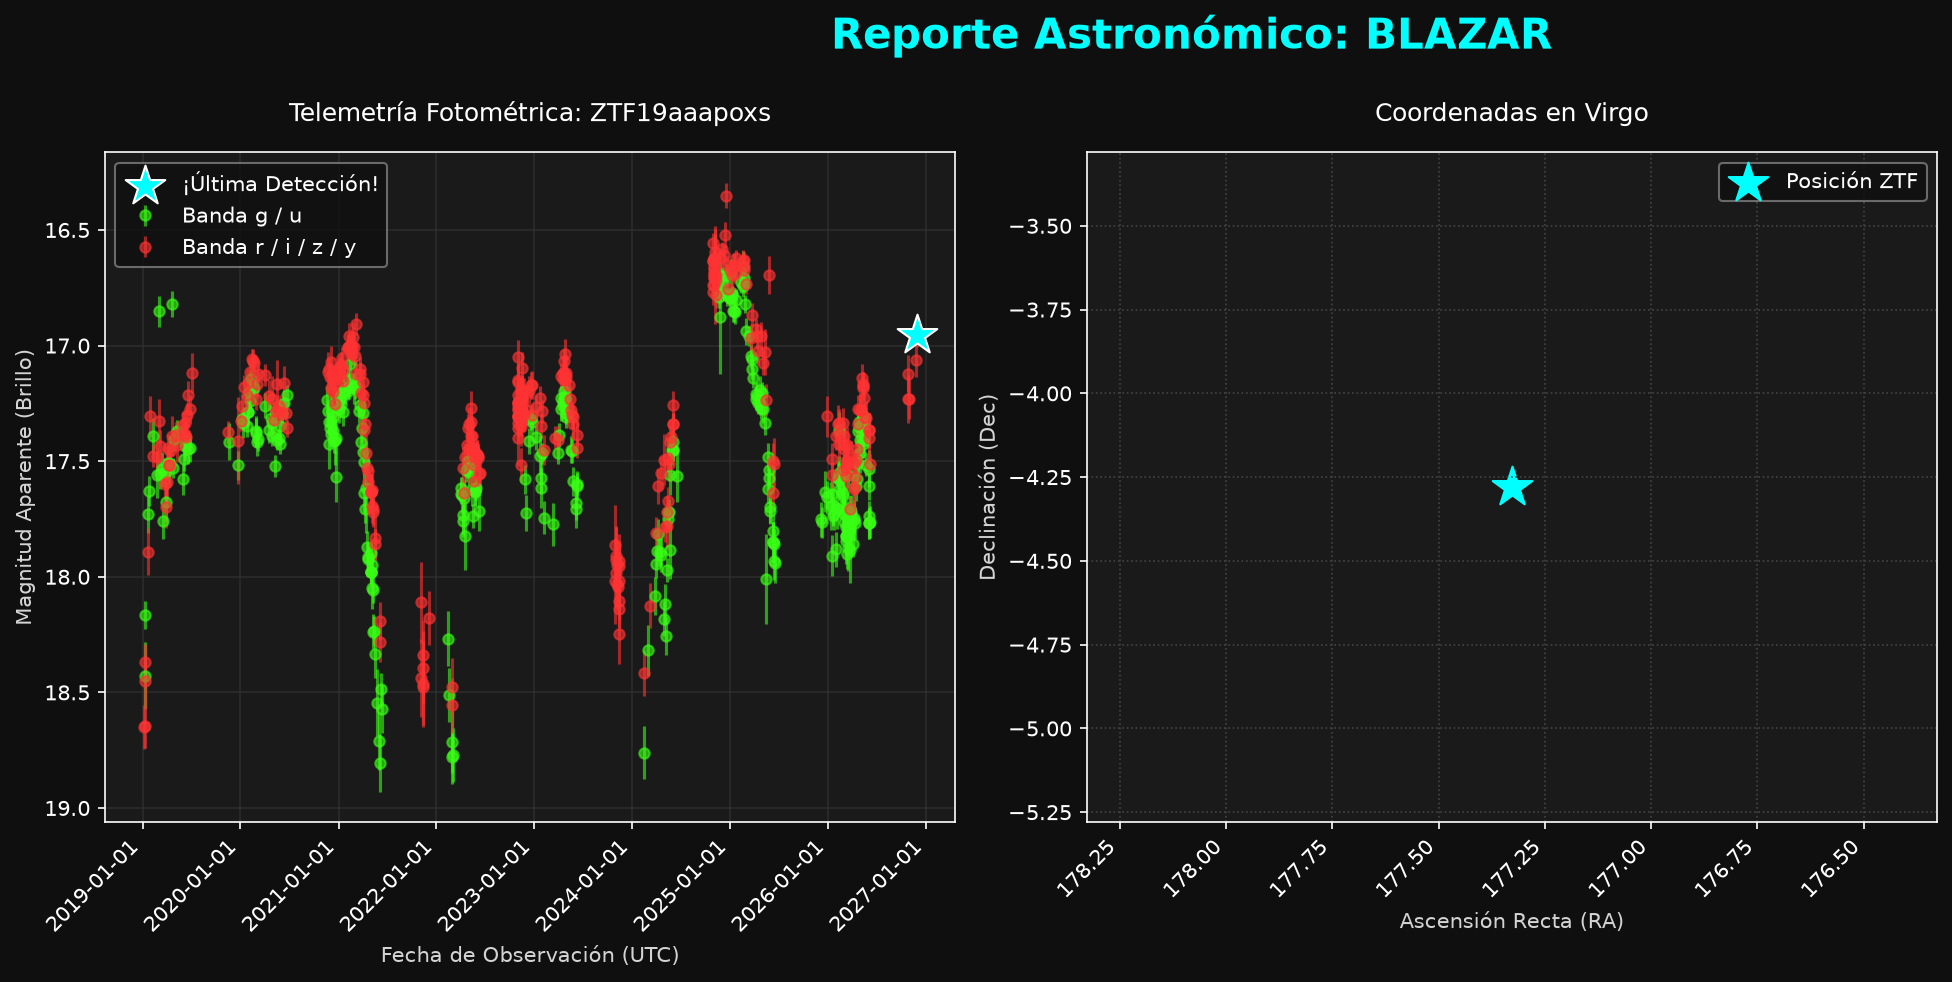 Reporte Astronómico: BLAZAR
Telemetría Fotométrica: ZTF19aaapoxs
¡Última Detección!
Banda g / u
Banda r / i / z / y
Magnitud Aparente (Brillo)
16.5
17.0
17.5
18.0
18.5
19.0
2019-01-01
2020-01-01
2021-01-01
2022-01-01
2023-01-01
2024-01-01
2025-01-01
2026-01-01
2027-01-01
Fecha de Observación (UTC)
Coordenadas en Virgo
Posición ZTF
Declinación (Dec)
−3.50
−3.75
−4.00
−4.25
−4.50
−4.75
−5.00
−5.25
178.25
178.00
177.75
177.50
177.25
177.00
176.75
176.50
Ascensión Recta (RA)